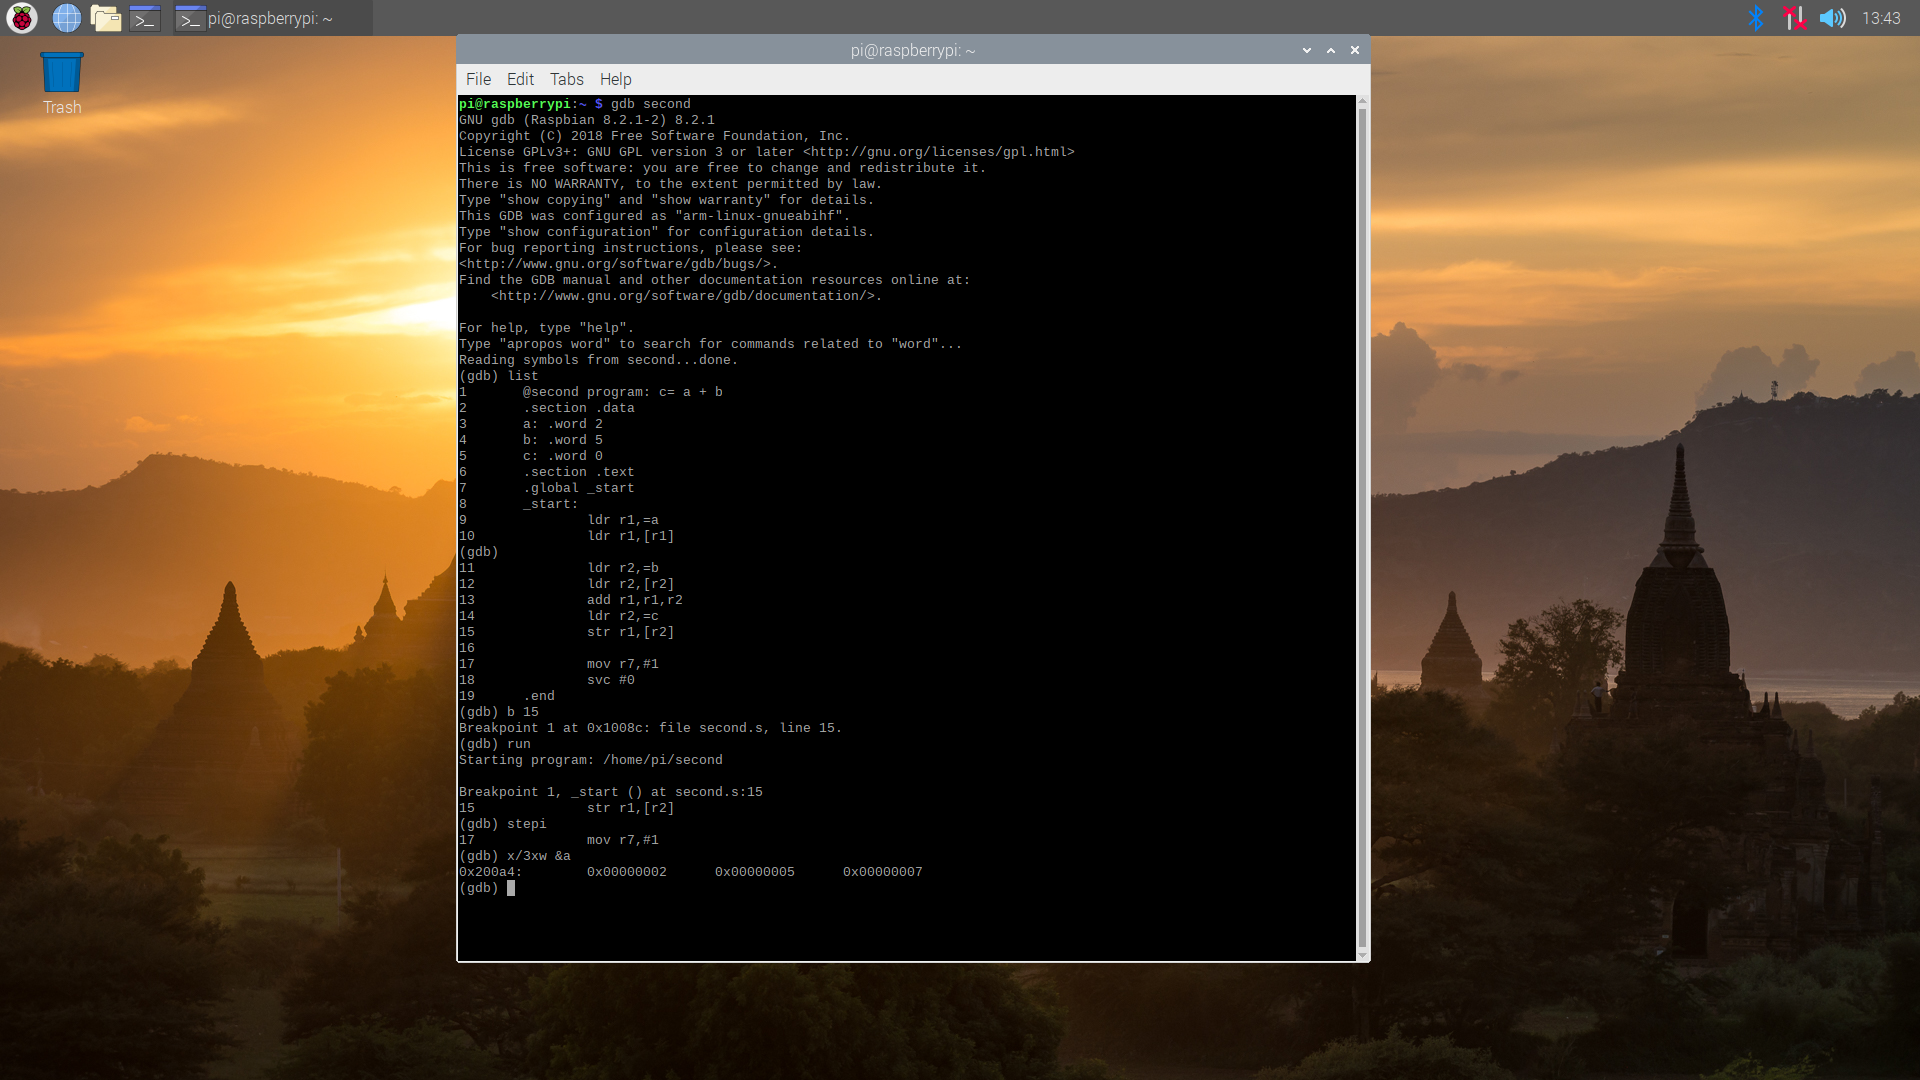 pi@raspberrypi: ~
13:43
Trash
pi@raspberrypi: ~
File Edit Tabs Help
pi@raspberrypi:~ $ gdb second
GNU gdb (Raspbian 8.2.1-2) 8.2.1
Copyright (C) 2018 Free Software Foundation, Inc.
License GPLv3+: GNU GPL version 3 or later <http://gnu.org/licenses/gpl.html>
This is free software: you are free to change and redistribute it.
There is NO WARRANTY, to the extent permitted by law.
Type "show copying" and "show warranty" for details.
This GDB was configured as "arm-linux-gnueabihf".
Type "show configuration" for configuration details.
For bug reporting instructions, please see:
<http://www.gnu.org/software/gdb/bugs/>.
Find the GDB manual and other documentation resources online at:
    <http://www.gnu.org/software/gdb/documentation/>.
For help, type "help".
Type "apropos word" to search for commands related to "word"...
Reading symbols from second...done.
(gdb) list
1       @second program: c= a + b
2       .section .data
3       a: .word 2
4       b: .word 5
5       c: .word 0
6       .section .text
7       .global _start
8       _start:
9               ldr r1,=a
10              ldr r1,[r1]
(gdb)
11              ldr r2,=b
12              ldr r2,[r2]
13              add r1,r1,r2
14              ldr r2,=c
15              str r1,[r2]
16
17              mov r7,#1
18              svc #0
19      .end
(gdb) b 15
Breakpoint 1 at 0x1008c: file second.s, line 15.
(gdb) run
Starting program: /home/pi/second
Breakpoint 1, _start () at second.s:15
15              str r1,[r2]
(gdb) stepi
17              mov r7,#1
(gdb) x/3xw &a
0x200a4:        0x00000002      0x00000005      0x00000007
(gdb)